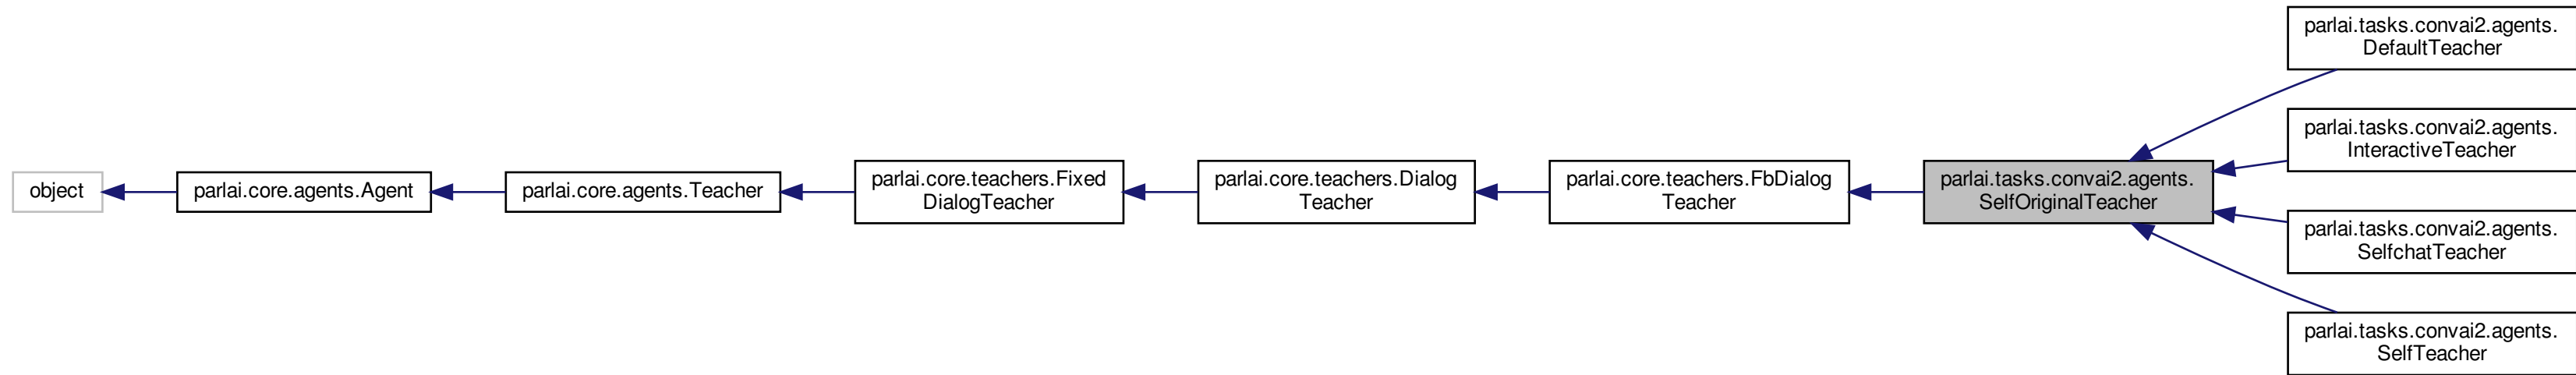 object
parlai.core.agents.Agent
parlai.core.agents.Teacher
parlai.core.teachers.Fixed
DialogTeacher
parlai.core.teachers.Dialog
Teacher
parlai.core.teachers.FbDialog
Teacher
parlai.tasks.convai2.agents.
SelfOriginalTeacher
parlai.tasks.convai2.agents.
DefaultTeacher
parlai.tasks.convai2.agents.
InteractiveTeacher
parlai.tasks.convai2.agents.
SelfchatTeacher
parlai.tasks.convai2.agents.
SelfTeacher